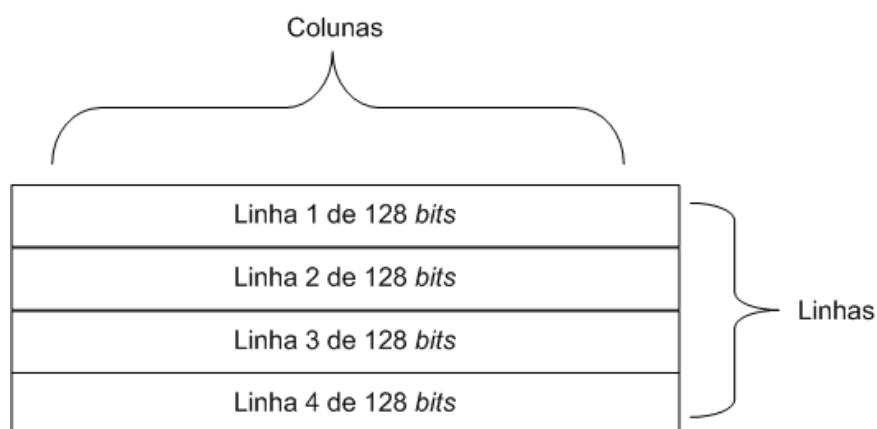 Colunas
Linha 1 de 128 bits
Linha 2 de 128 bits
Linha 3 de 128 bits
Linhas
Linha 4 de 128 bits